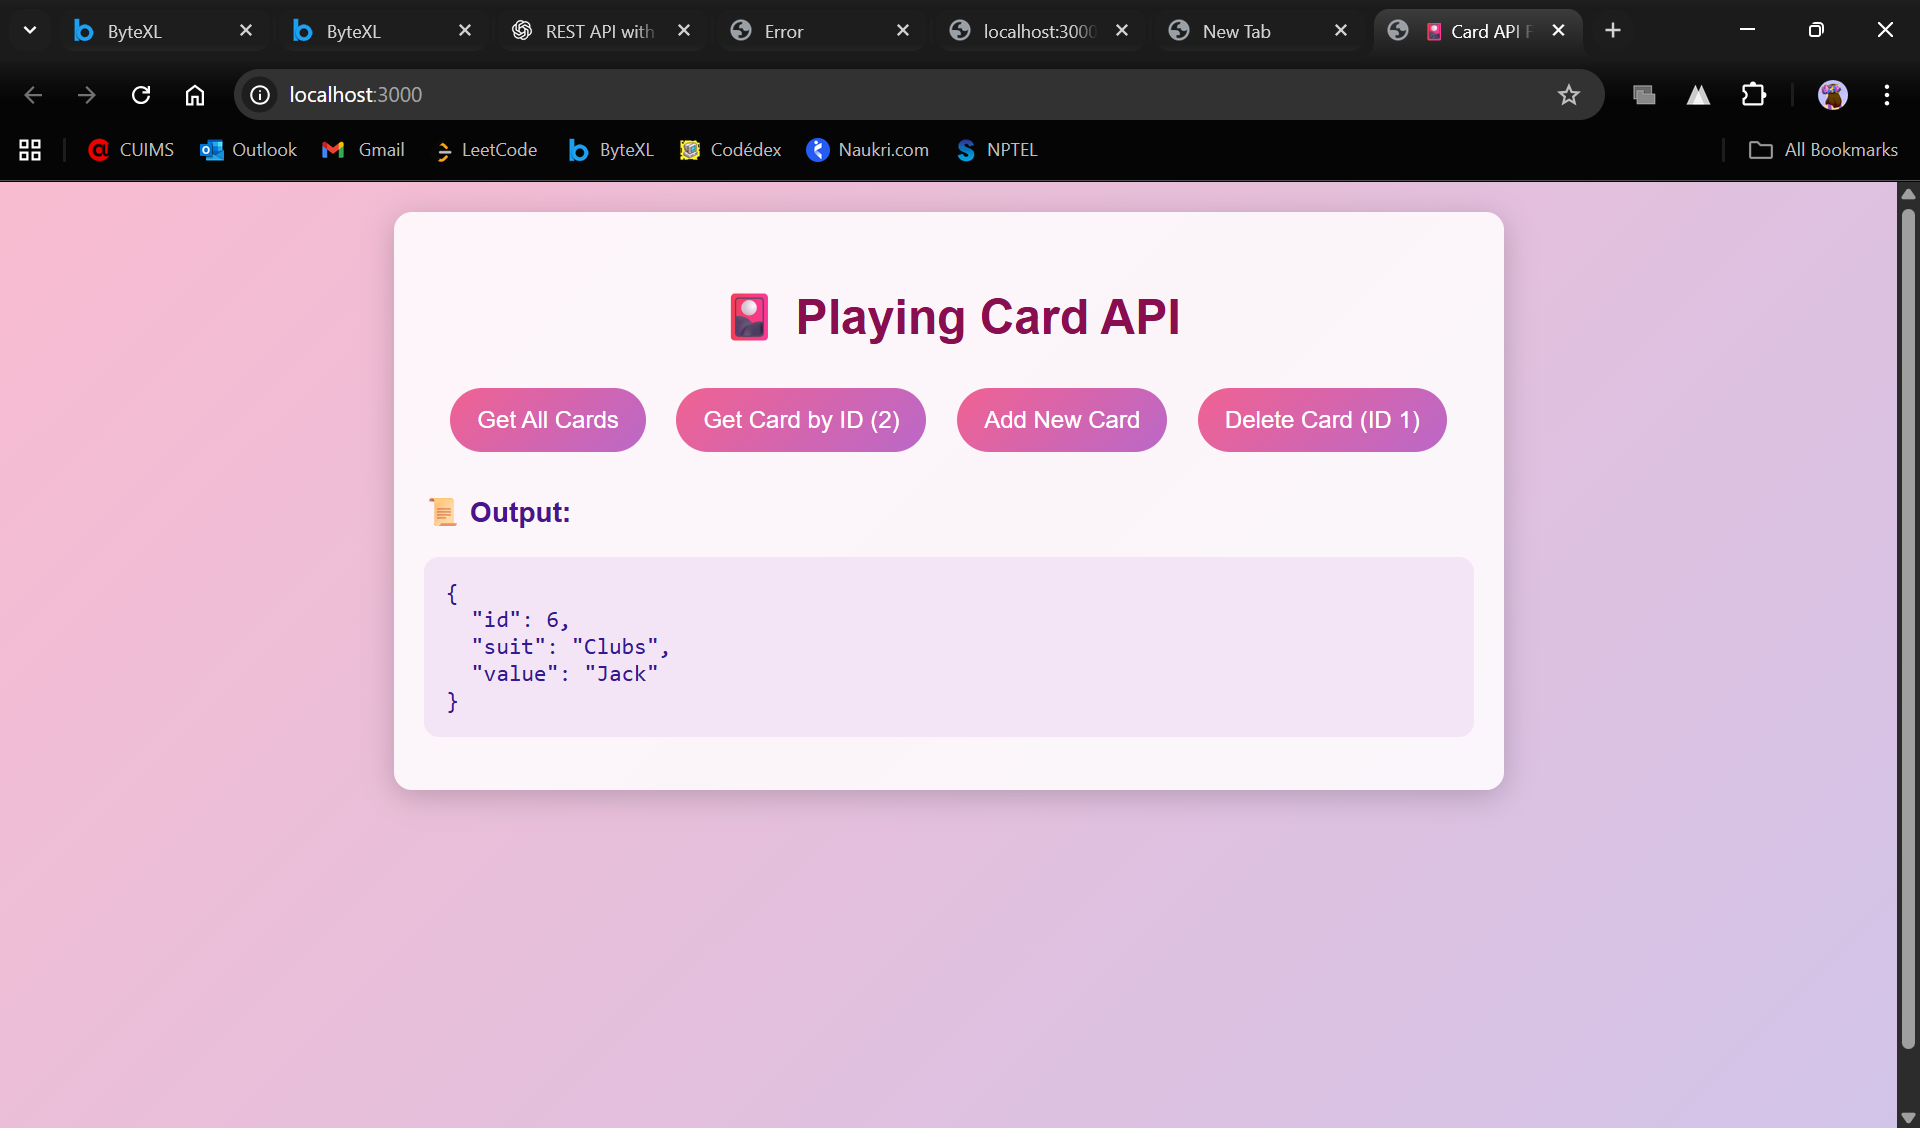 ByteXL
ByteXL
REST API with
Error
localhost:3000
New Tab
🎴 Card API F
localhost:3000
CUIMS
Outlook
Gmail
LeetCode
ByteXL
Codédex
Naukri.com
NPTEL
All Bookmarks
🎴 Playing Card API
Get All Cards
Get Card by ID (2)
Add New Card
Delete Card (ID 1)
📜 Output:
{
  "id": 6,
  "suit": "Clubs",
  "value": "Jack"
}